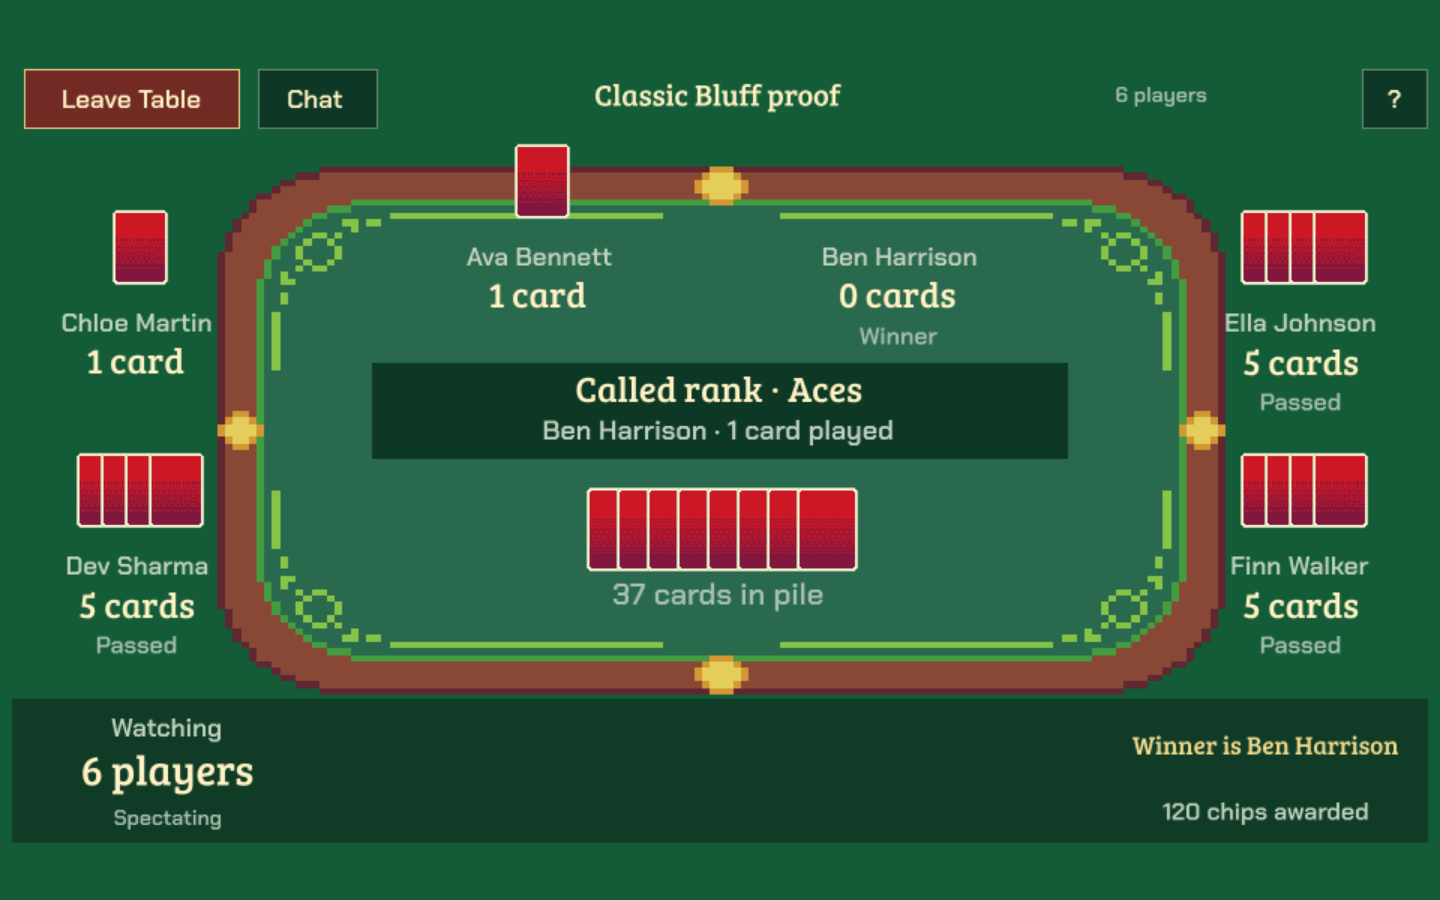 Leave Table
Chat
Classic Bluff proof
6 players
?
Chloe Martin
1 card
Ava Bennett
1 card
Ben Harrison
0 cards
Winner
Ella Johnson
5 cards
Passed
Called rank · Aces
Ben Harrison · 1 card played
Dev Sharma
5 cards
Passed
37 cards in pile
Finn Walker
5 cards
Passed
Watching
6 players
Spectating
Winner is Ben Harrison
120 chips awarded